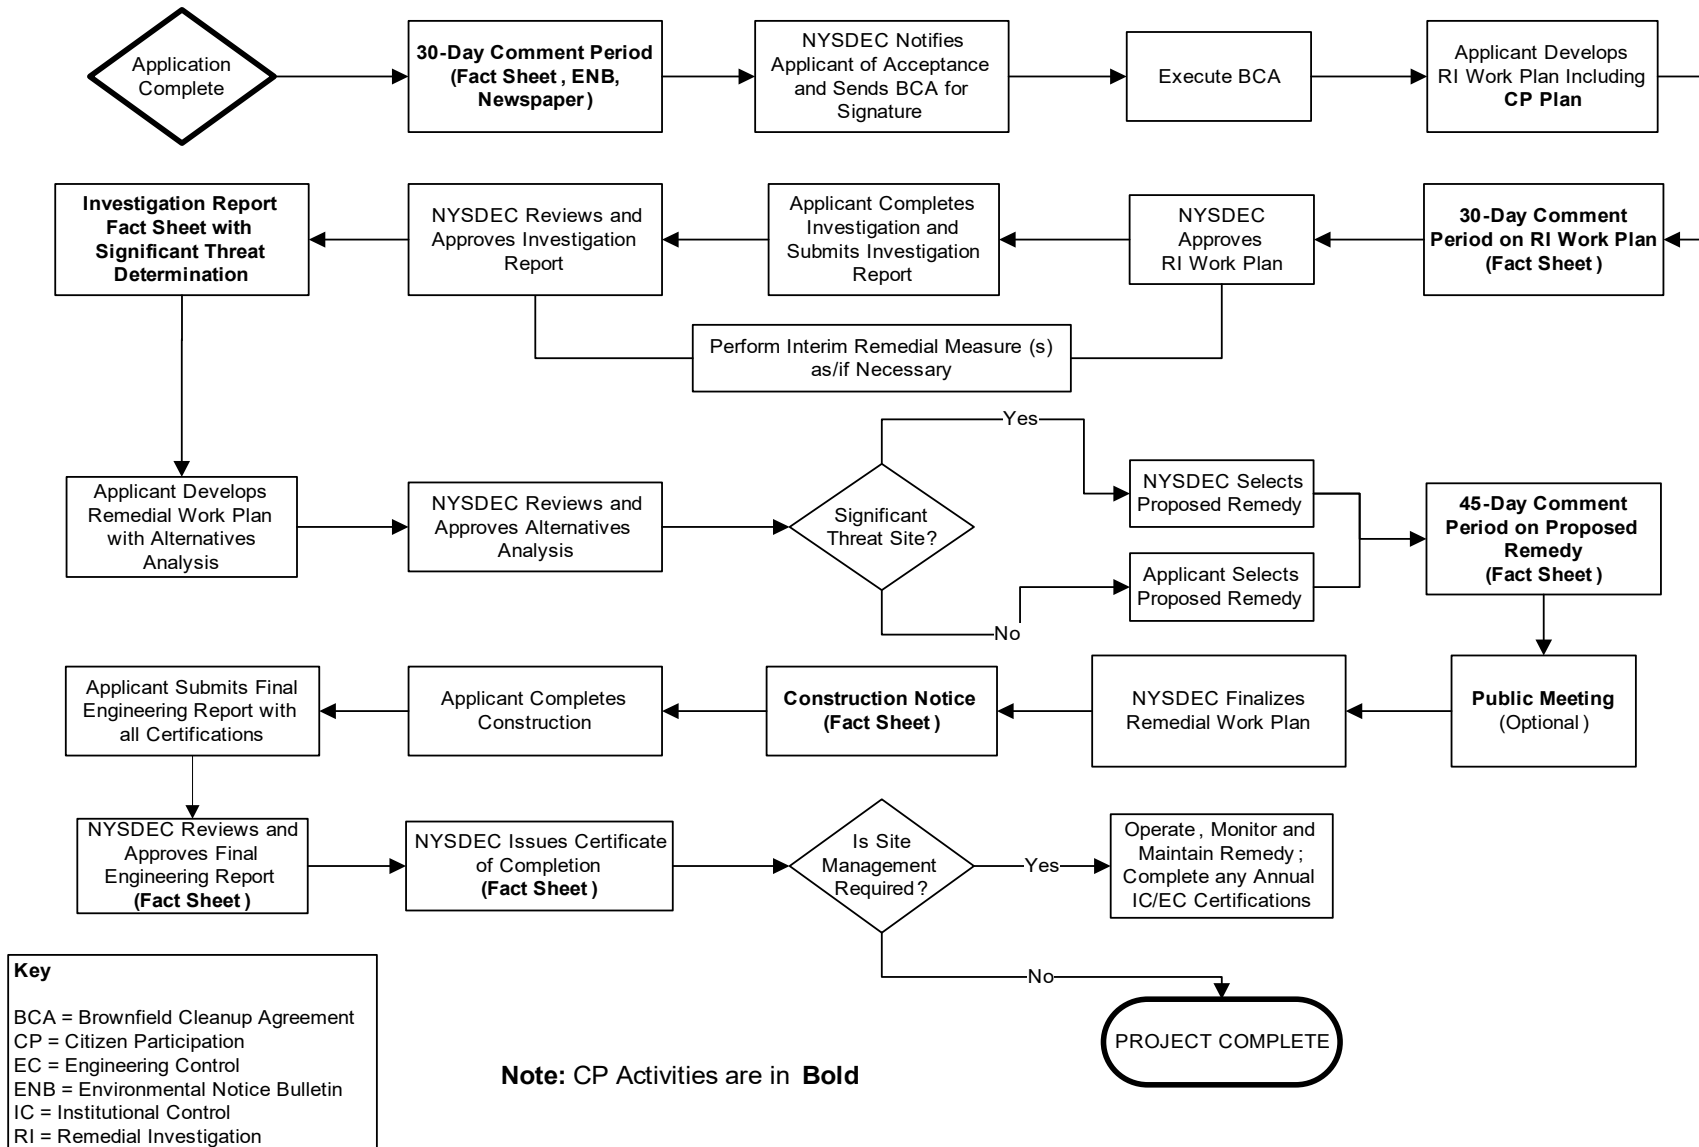 Application
Complete
30-Day Comment Period
(Fact Sheet , ENB,
Newspaper )
NYSDEC Notifies
Applicant of Acceptance
and Sends BCA for
Signature
Execute BCA
Applicant Develops
RI Work Plan Including
CP Plan
30-Day Comment
Period on RI Work Plan
(Fact Sheet )
NYSDEC
Approves
RI Work Plan
Applicant Completes
Investigation and
Submits Investigation
Report
NYSDEC Reviews and
Approves Investigation
Report
Investigation Report
Fact Sheet with
Significant Threat
Determination
Perform Interim Remedial Measure (s)
as/if Necessary
Applicant Develops
Remedial Work Plan
with Alternatives
Analysis
NYSDEC Reviews and
Approves Alternatives
Analysis
Significant
Threat Site?
Yes
No
NYSDEC Selects
Proposed Remedy
Applicant Selects
Proposed Remedy
45-Day Comment
Period on Proposed
Remedy
(Fact Sheet )
Public Meeting
(Optional )
NYSDEC Finalizes
Remedial Work Plan
Construction Notice
(Fact Sheet )
Applicant Completes
Construction
Applicant Submits Final
Engineering Report with
all Certifications
NYSDEC Reviews and
Approves Final
Engineering Report
(Fact Sheet )
NYSDEC Issues Certificate
of Completion
(Fact Sheet )
Is Site
Management
Required?
Yes
Operate , Monitor and
Maintain Remedy ;
Complete any Annual
IC/EC Certifications
No
PROJECT COMPLETE
Key
BCA = Brownfield Cleanup Agreement
CP = Citizen Participation
EC = Engineering Control
ENB = Environmental Notice Bulletin
IC = Institutional Control
RI = Remedial Investigation
Note: CP Activities are in Bold